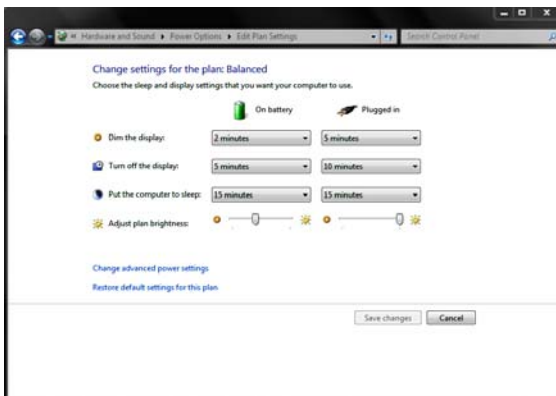 « Hardware and Sound ▸ Power Options ▸ Edit Plan Settings
Search Control Panel
Change settings for the plan: Balanced
Choose the sleep and display settings that you want your computer to use.
On battery
Plugged in
Dim the display:
2 minutes
5 minutes
Turn off the display:
5 minutes
10 minutes
Put the computer to sleep:
15 minutes
15 minutes
Adjust plan brightness:
Change advanced power settings
Restore default settings for this plan
Save changes
Cancel